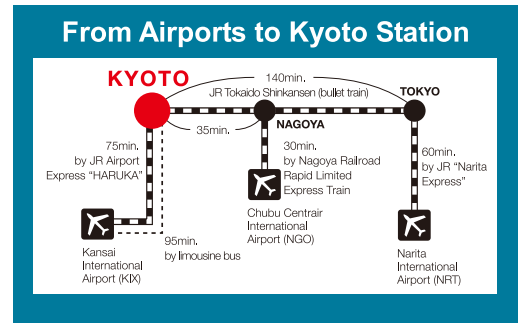 From Airports to Kyoto Station
KYOTO
140min.
JR Tokaido Shinkansen (bullet train)
TOKYO
35min.
NAGOYA
75min.
by JR Airport
Express “HARUKA”
30min.
by Nagoya Railroad
Rapid Limited
Express Train
60min.
by JR “Narita
Express”
95min.
by limousine bus
Kansai
International
Airport (KIX)
Chubu Centrair
International
Airport (NGO)
Narita
International
Airport (NRT)